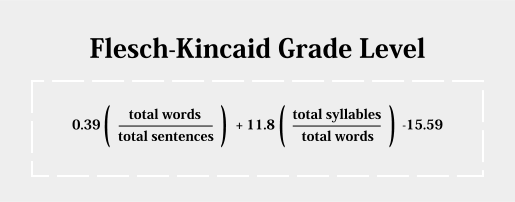 Flesch-Kincaid Grade Level
0.39 ( total words / total sentences ) + 11.8 ( total syllables / total words ) -15.59